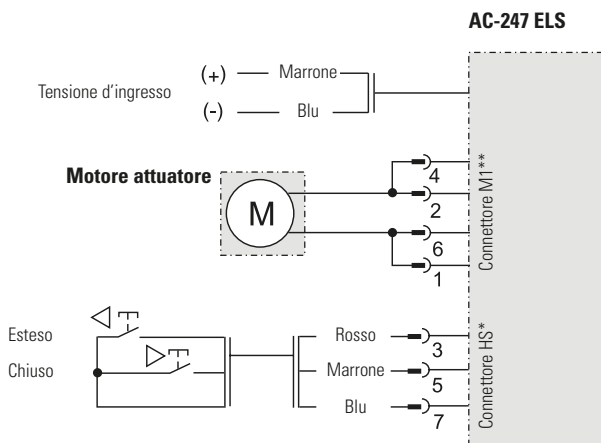 AC-247 ELS
Tensione d'ingresso
(+)
Marrone
(-)
Blu
Motore attuatore
M
4
2
6
1
Connettore M1**
Esteso
Chiuso
Rosso
3
Marrone
5
Blu
7
Connettore HS*